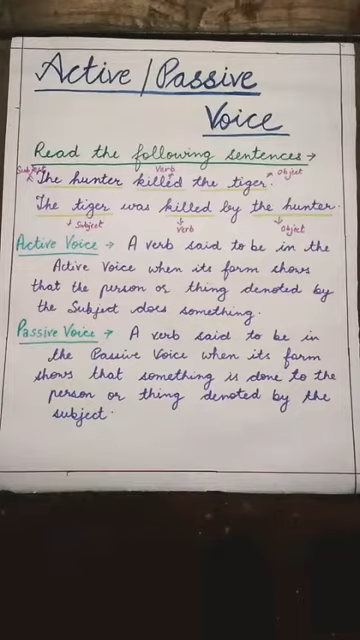 Active / Passive
Voice
Read the following sentences →
Subject Verb Object
The hunter killed the tiger.
The tiger was killed by the hunter.
Subject Verb Object
Active Voice → A verb said to be in the
Active Voice when its form shows
that the person or thing denoted by
the Subject does something.
Passive Voice → A verb said to be in
the Passive Voice when its form
shows that something is done to the
person or thing denoted by the
subject.